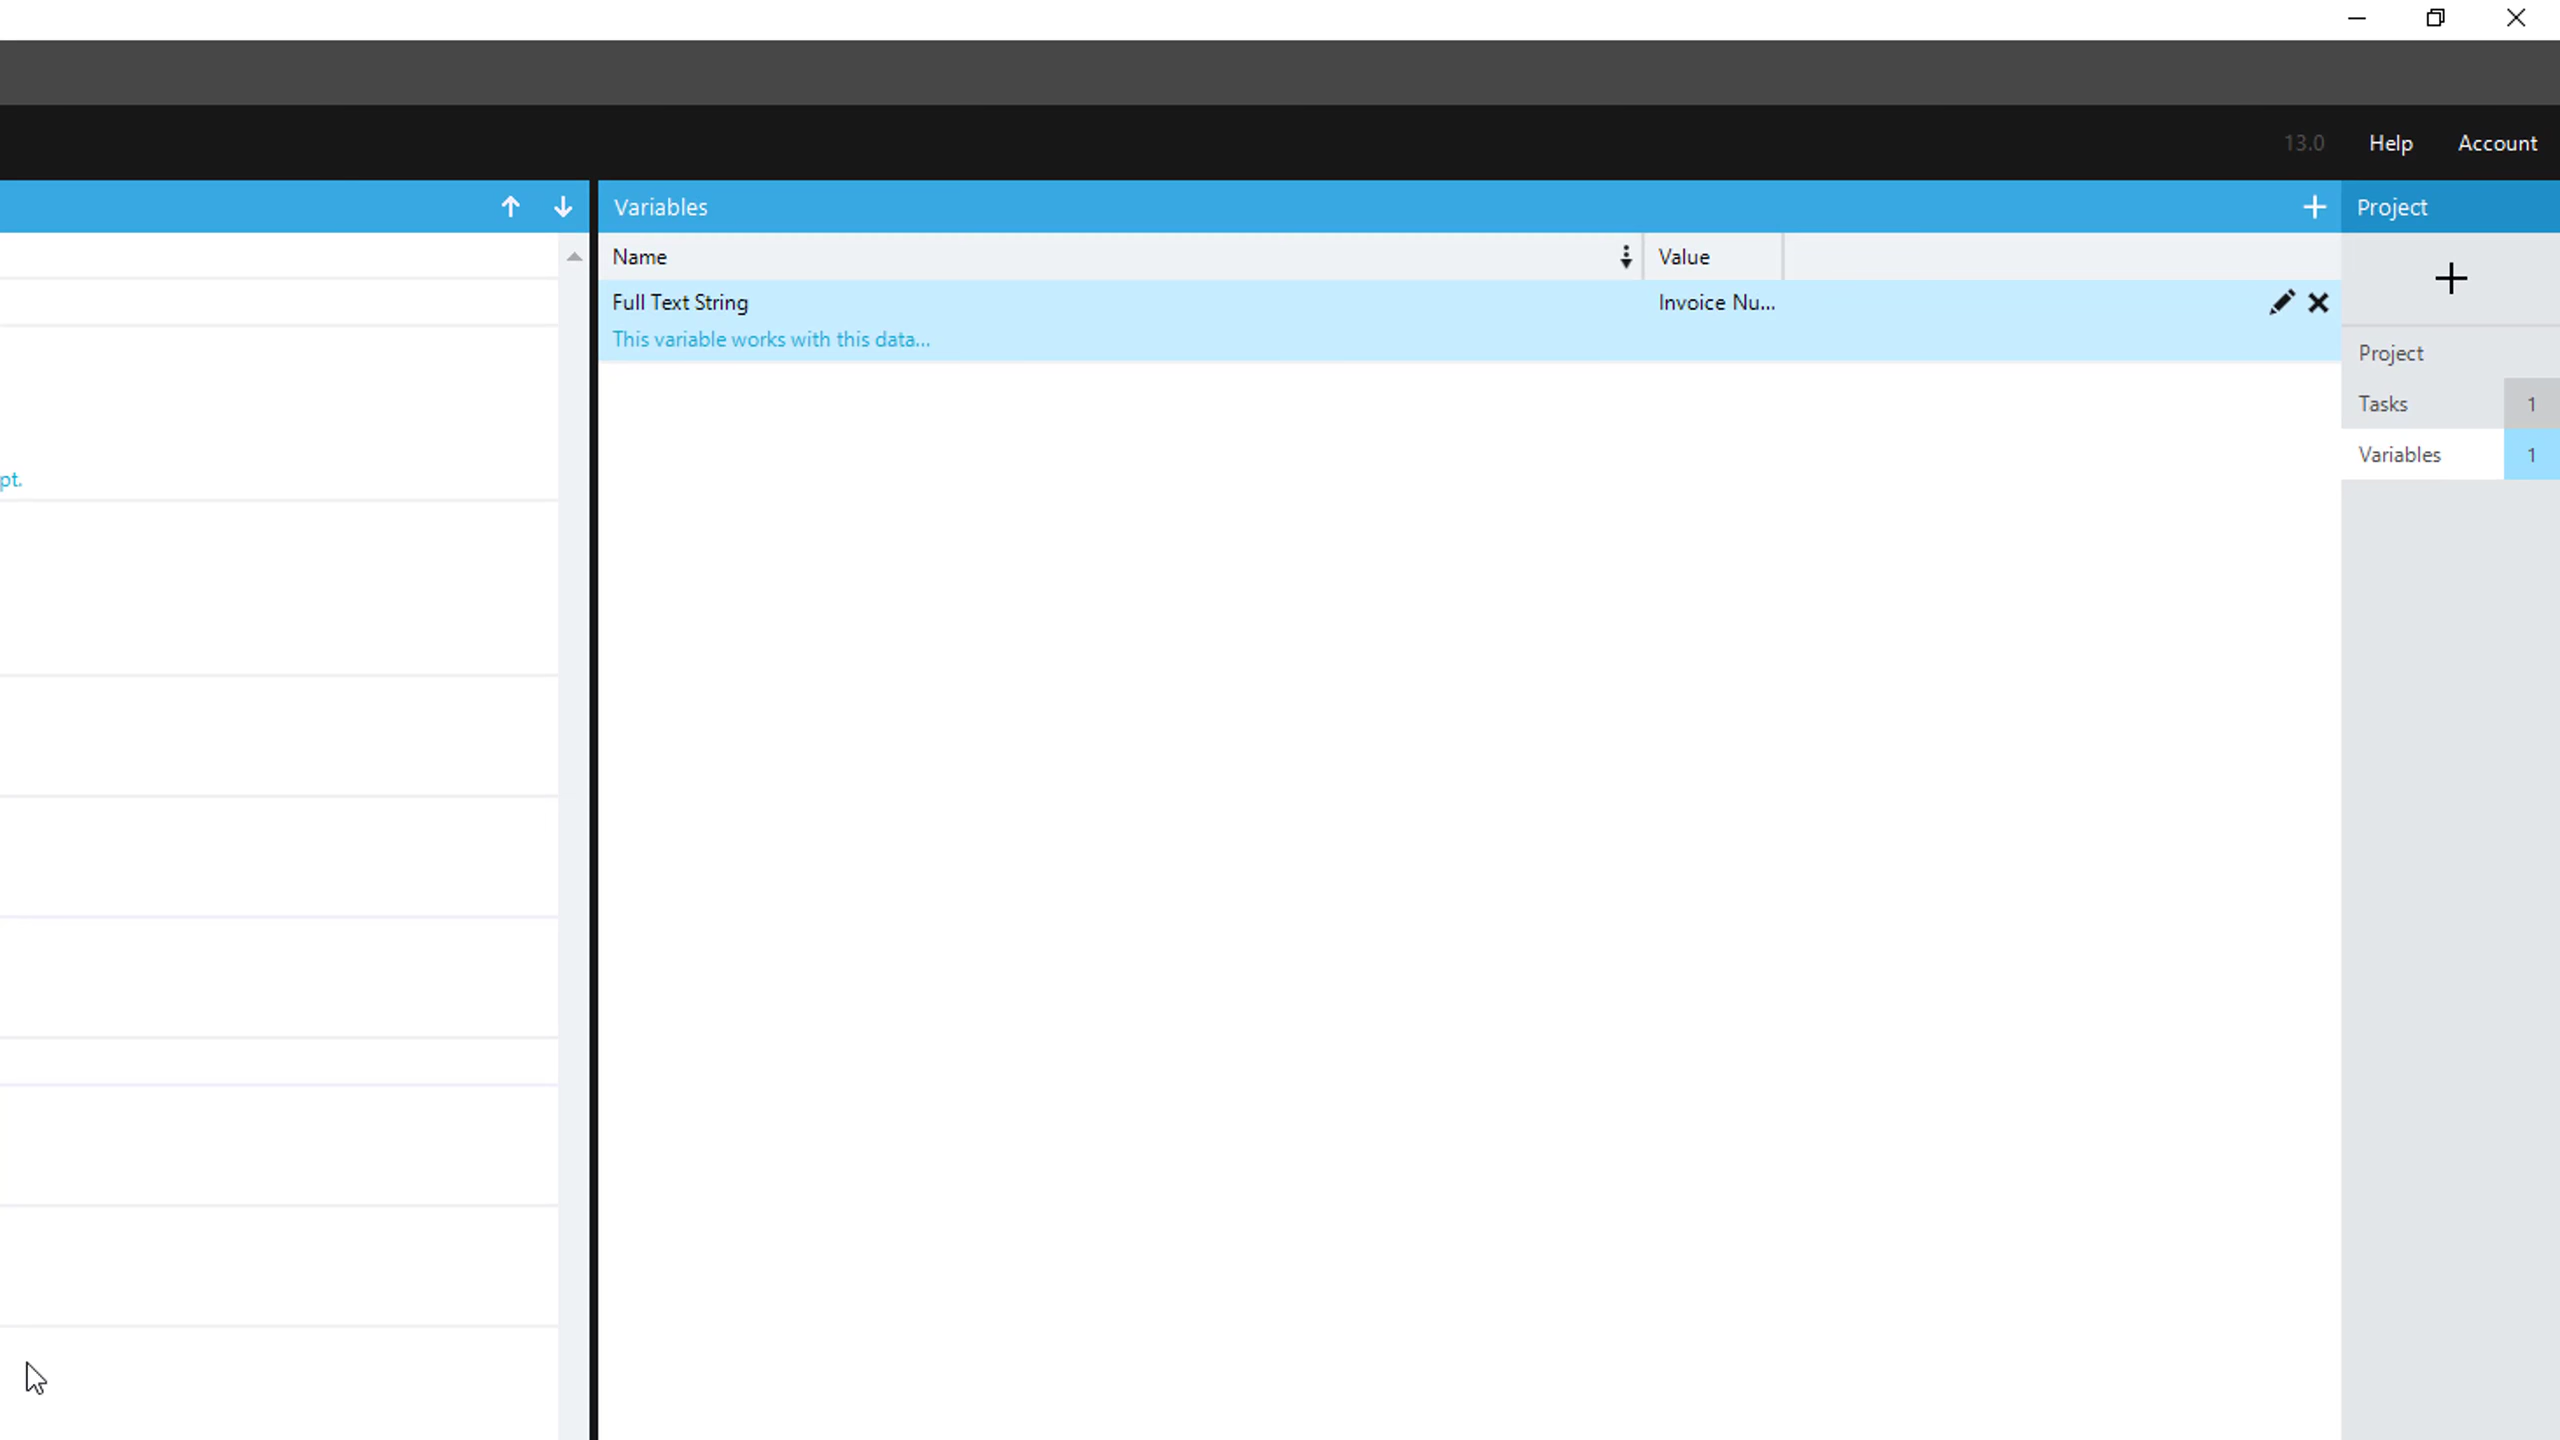 13.0 Help Account
Variables
Project
Name Value
Full Text String Invoice Nu...
This variable works with this data...
Project
Tasks 1
Variables 1
pt.